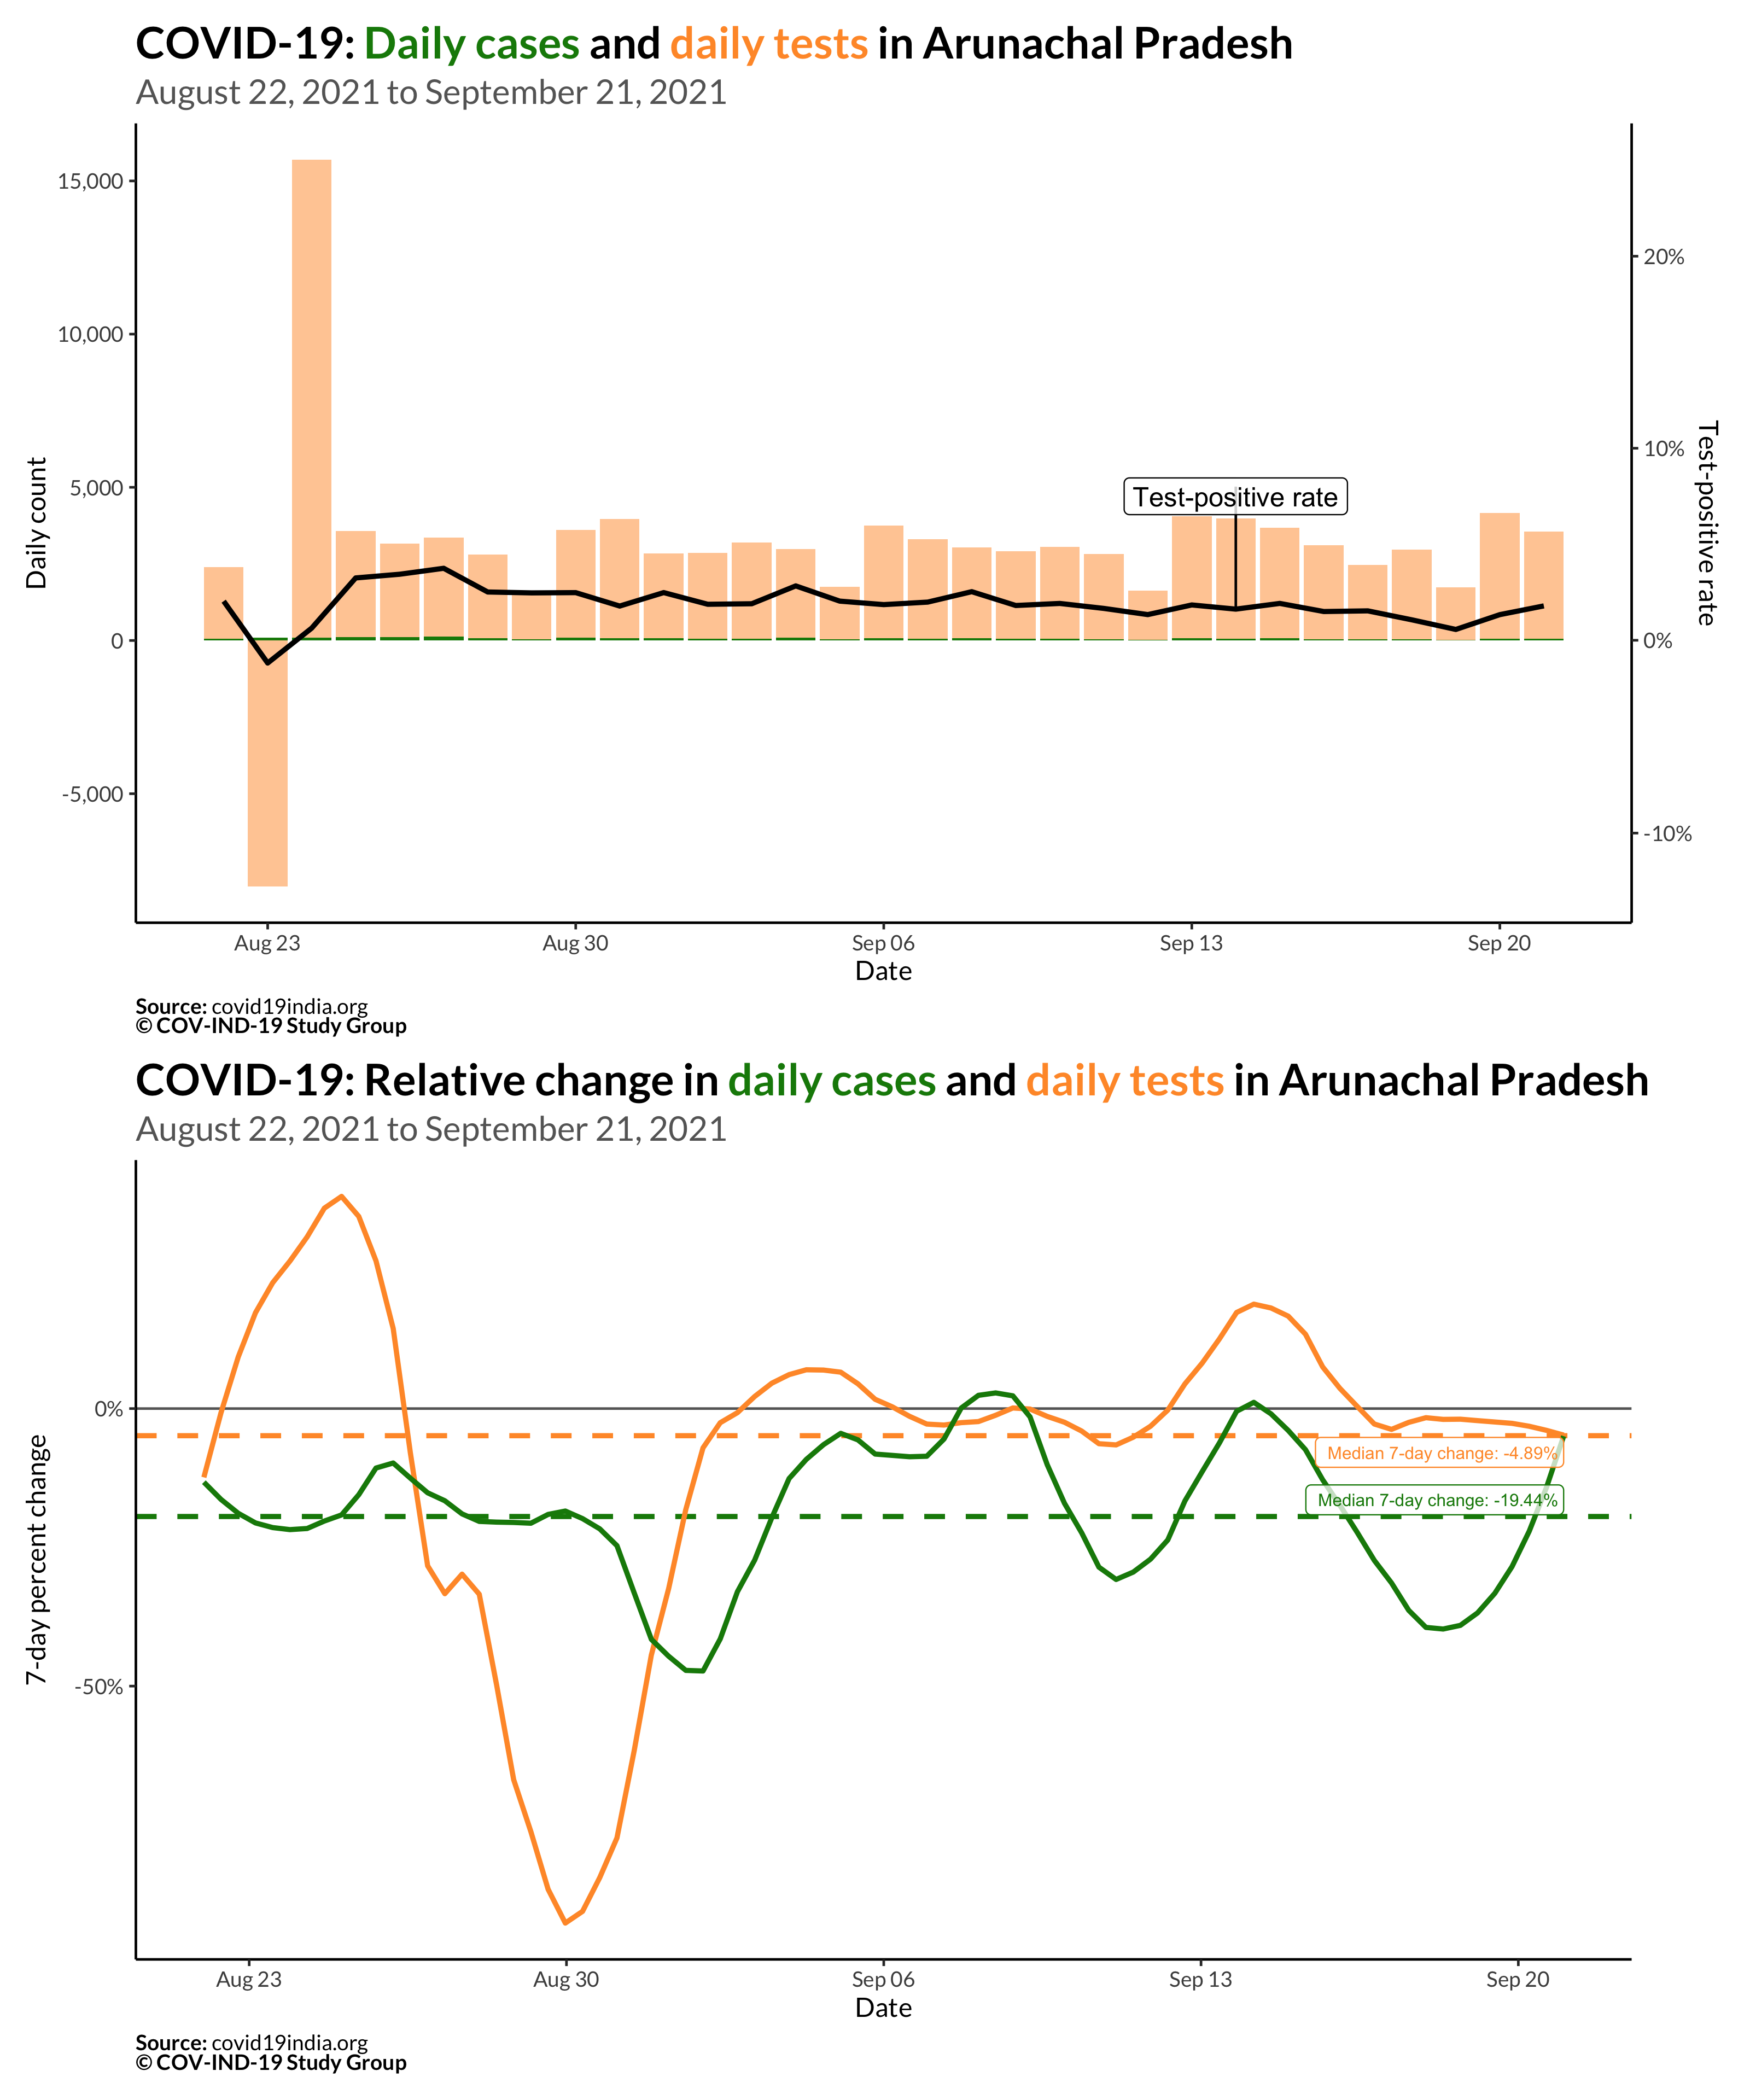 COVID-19: Daily cases and daily tests in Arunachal Pradesh
August 22, 2021 to September 21, 2021
15,000
10,000
5,000
0
-5,000
Daily count
20%
10%
0%
-10%
Test-positive rate
Test-positive rate
Aug 23
Aug 30
Sep 06
Sep 13
Sep 20
Date
Source: covid19india.org
© COV-IND-19 Study Group
COVID-19: Relative change in daily cases and daily tests in Arunachal Pradesh
August 22, 2021 to September 21, 2021
0%
-50%
7-day percent change
Median 7-day change: -4.89%
Median 7-day change: -19.44%
Aug 23
Aug 30
Sep 06
Sep 13
Sep 20
Date
Source: covid19india.org
© COV-IND-19 Study Group